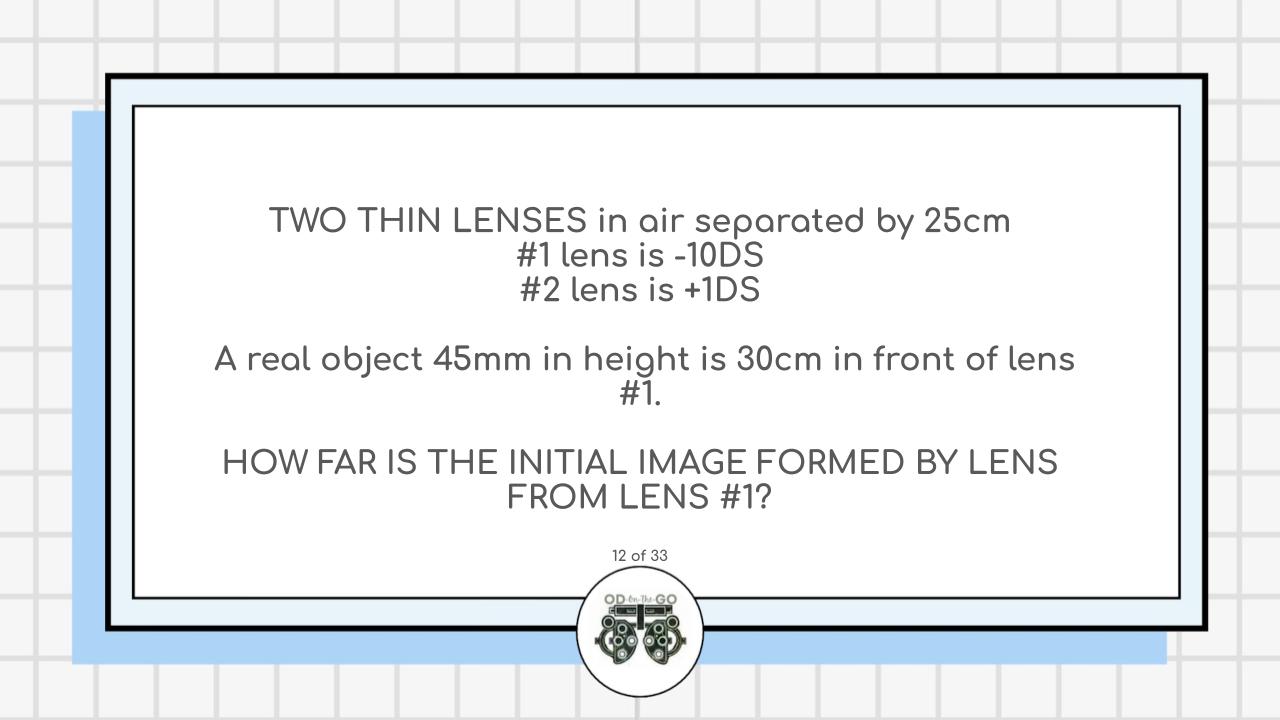 TWO THIN LENSES in air separated by 25cm
#1 lens is -10DS
#2 lens is +1DS
A real object 45mm in height is 30cm in front of lens
#1.
HOW FAR IS THE INITIAL IMAGE FORMED BY LENS
FROM LENS #1?
12 of 33
OD-On-The-GO